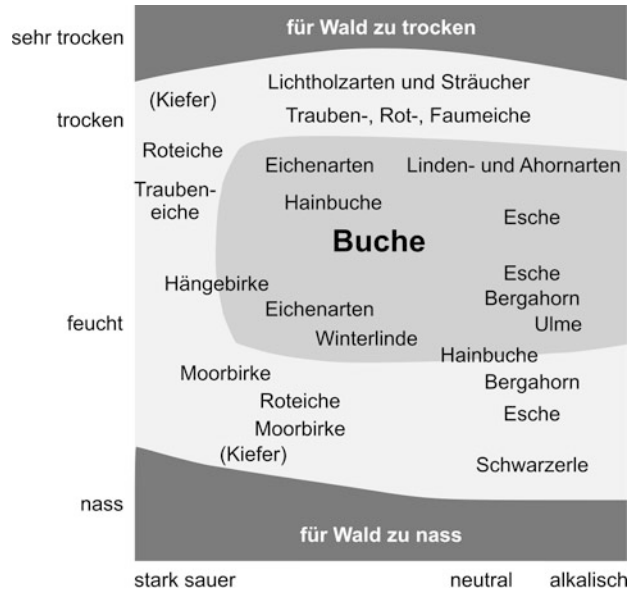 für Wald zu trocken
sehr trocken
Lichtholzarten und Sträucher
(Kiefer)
Trauben-, Rot-, Faumeiche
trocken
Roteiche
Eichenarten
Linden- und Ahornarten
Trauben-
eiche
Hainbuche
Esche
Buche
Esche
Hängebirke
Bergahorn
Eichenarten
feucht
Ulme
Winterlinde
Hainbuche
Moorbirke
Bergahorn
Roteiche
Esche
Moorbirke
(Kiefer)
Schwarzerle
nass
für Wald zu nass
stark sauer
neutral
alkalisch